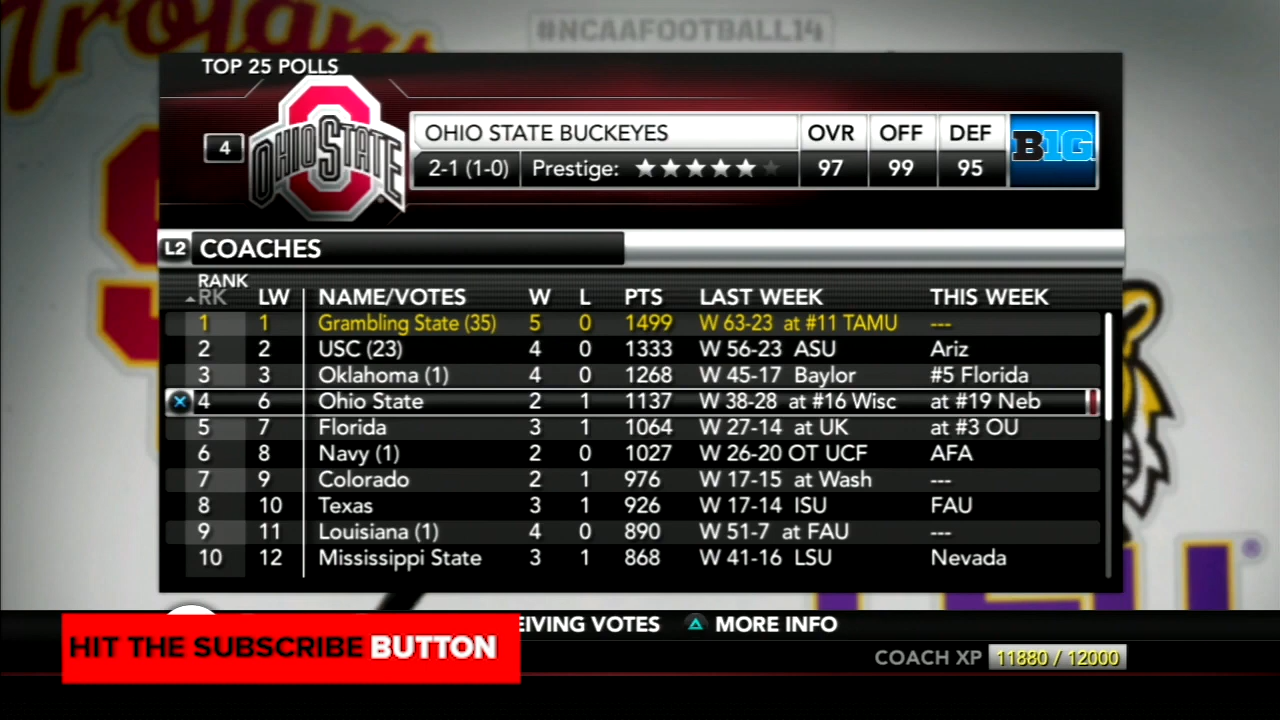 Trojans
#NCAAFOOTBALL14
TOP 25 POLLS
4
OHIO STATE
OHIO STATE BUCKEYES OVR OFF DEF
2-1 (1-0) Prestige: ★★★★★★ 97 99 95
B1G
L2 COACHES
RANK
RK LW NAME/VOTES W L PTS LAST WEEK THIS WEEK
1 1 Grambling State (35) 5 0 1499 W 63-23 at #11 TAMU ---
2 2 USC (23) 4 0 1333 W 56-23 ASU Ariz
3 3 Oklahoma (1) 4 0 1268 W 45-17 Baylor #5 Florida
4 6 Ohio State 2 1 1137 W 38-28 at #16 Wisc at #19 Neb
5 7 Florida 3 1 1064 W 27-14 at UK at #3 OU
6 8 Navy (1) 2 0 1027 W 26-20 OT UCF AFA
7 9 Colorado 2 1 976 W 17-15 at Wash ---
8 10 Texas 3 1 926 W 17-14 ISU FAU
9 11 Louisiana (1) 4 0 890 W 51-7 at FAU ---
10 12 Mississippi State 3 1 868 W 41-16 LSU Nevada
EIVING VOTES MORE INFO
HIT THE SUBSCRIBE BUTTON
COACH XP 11880 / 12000